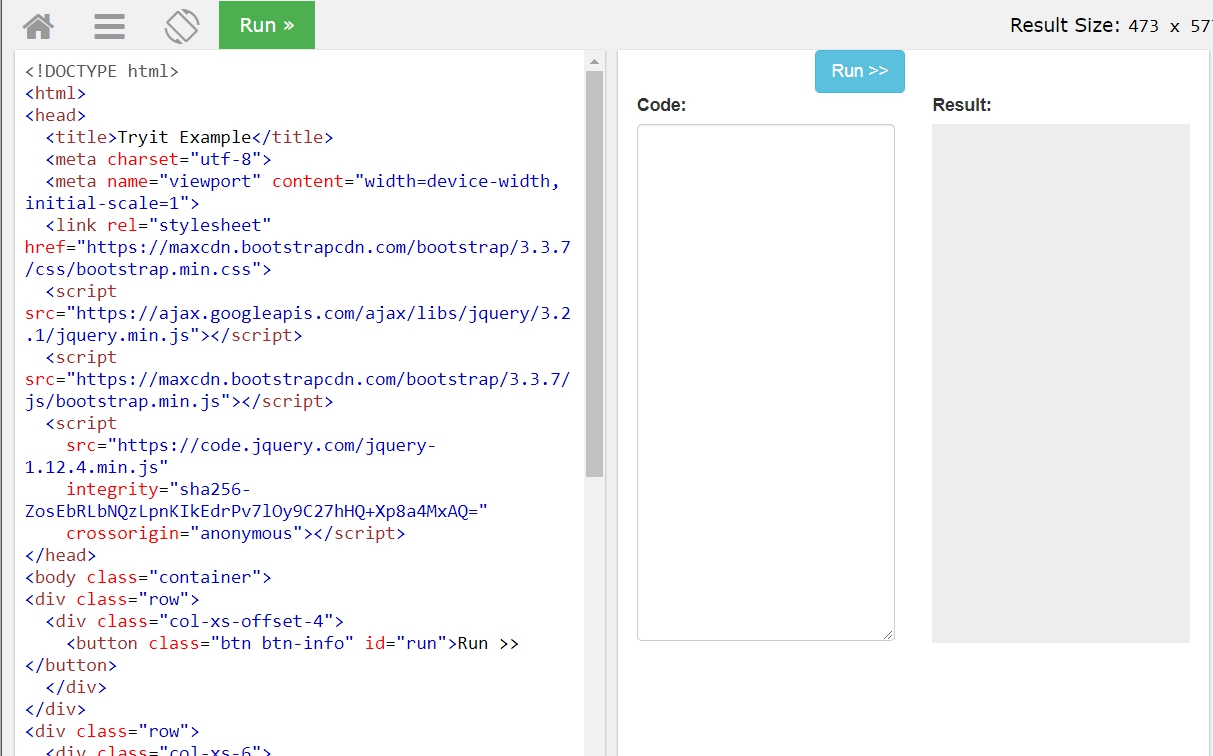 Run »
Result Size: 473 x 57
<!DOCTYPE html>
<html>
<head>
  <title>Tryit Example</title>
  <meta charset="utf-8">
  <meta name="viewport" content="width=device-width,
initial-scale=1">
  <link rel="stylesheet"
href="https://maxcdn.bootstrapcdn.com/bootstrap/3.3.7
/css/bootstrap.min.css">
  <script
src="https://ajax.googleapis.com/ajax/libs/jquery/3.2
.1/jquery.min.js"></script>
  <script
src="https://maxcdn.bootstrapcdn.com/bootstrap/3.3.7/
js/bootstrap.min.js"></script>
  <script
    src="https://code.jquery.com/jquery-
1.12.4.min.js"
    integrity="sha256-
ZosEbRLbNQzLpnKIkEdrPv7lOy9C27hHQ+Xp8a4MxAQ="
    crossorigin="anonymous"></script>
</head>
<body class="container">
<div class="row">
  <div class="col-xs-offset-4">
    <button class="btn btn-info" id="run">Run >>
</button>
  </div>
</div>
<div class="row">
  <div class="col-xs-6">
Run >>
Code:
Result: